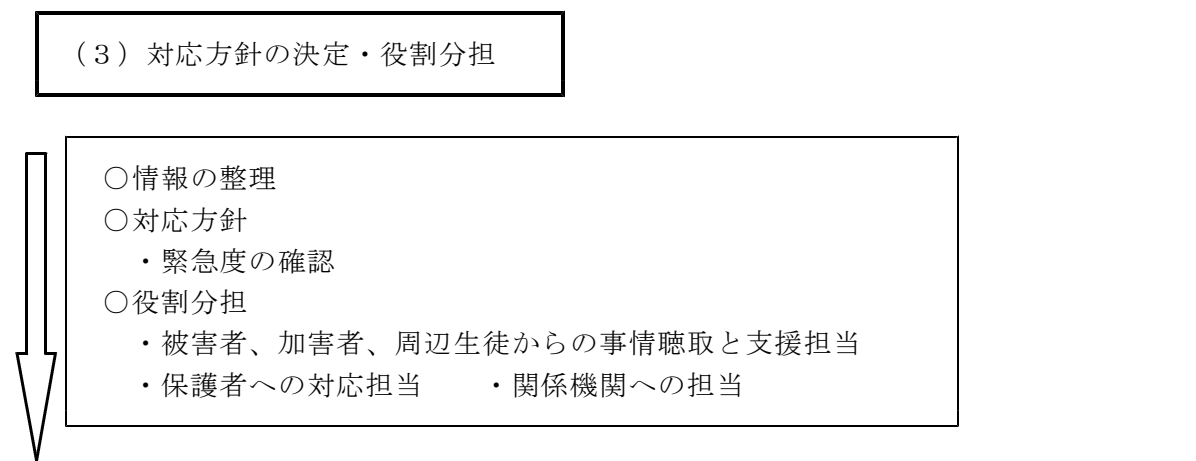 （３）対応方針の決定・役割分担
○情報の整理
○対応方針
・緊急度の確認
○役割分担
・被害者、加害者、周辺生徒からの事情聴取と支援担当
・保護者への対応担当　　・関係機関への担当